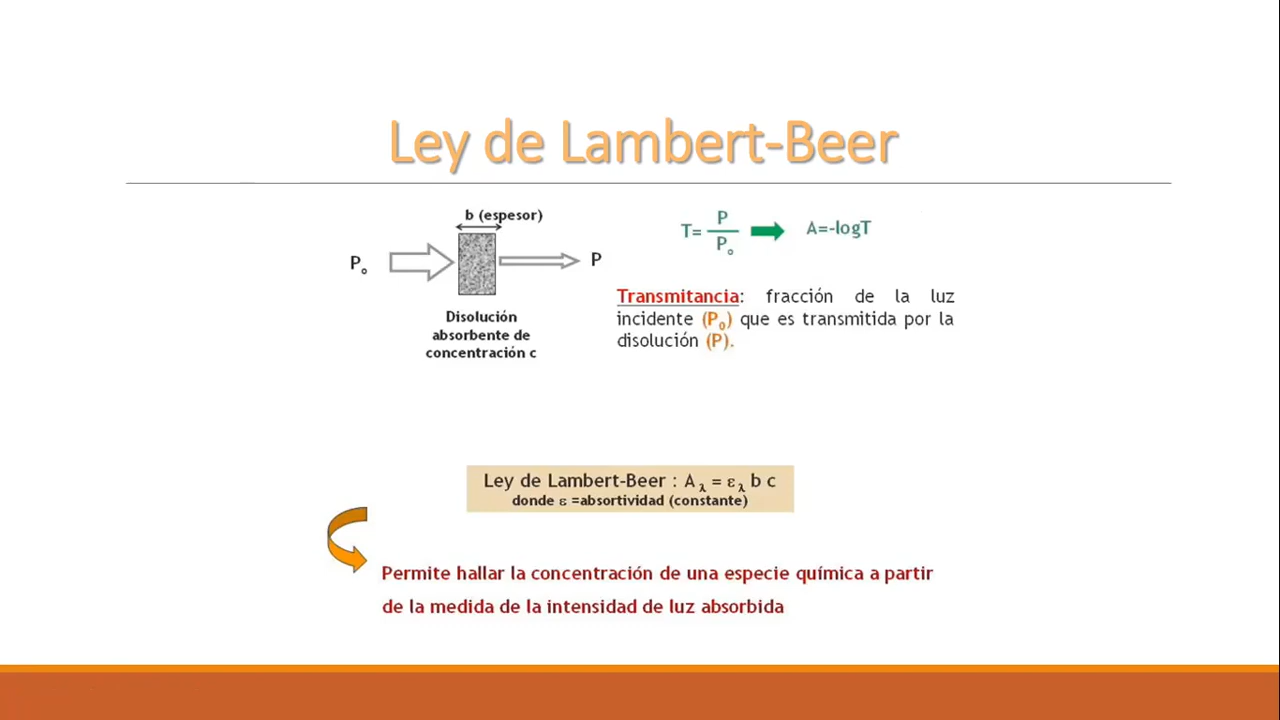 Ley de Lambert-Beer
b (espesor)
P₀
P
Disolución
absorbente de
concentración c
T= P/P₀
A=-logT
Transmitancia: fracción de la luz
incidente (P₀) que es transmitida por la
disolución (P).
Ley de Lambert-Beer : A_λ = ε_λ b c
donde ε =absortividad (constante)
Permite hallar la concentración de una especie química a partir
de la medida de la intensidad de luz absorbida